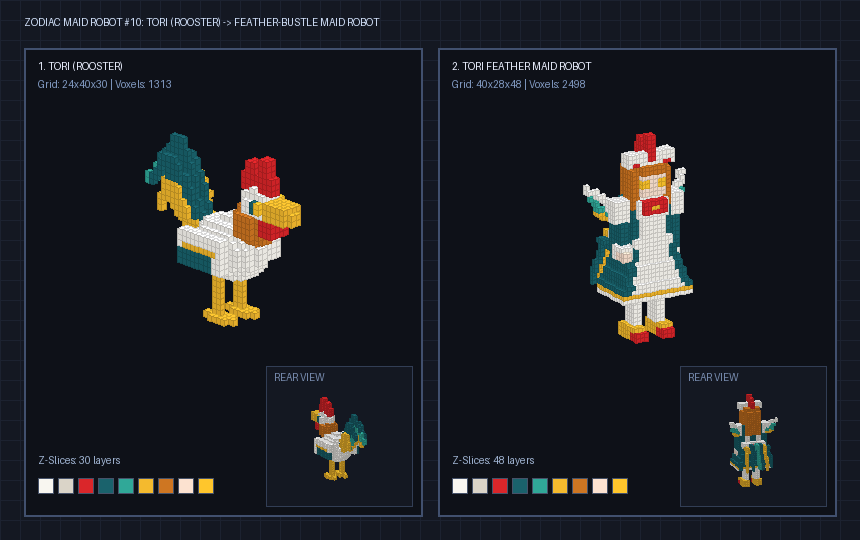 ZODIAC MAID ROBOT #10: TORI (ROOSTER) -> FEATHER-BUSTLE MAID ROBOT
1. TORI (ROOSTER)
Grid: 24x40x30 | Voxels: 1313
REAR VIEW
Z-Slices: 30 layers
2. TORI FEATHER MAID ROBOT
Grid: 40x28x48 | Voxels: 2498
REAR VIEW
Z-Slices: 48 layers